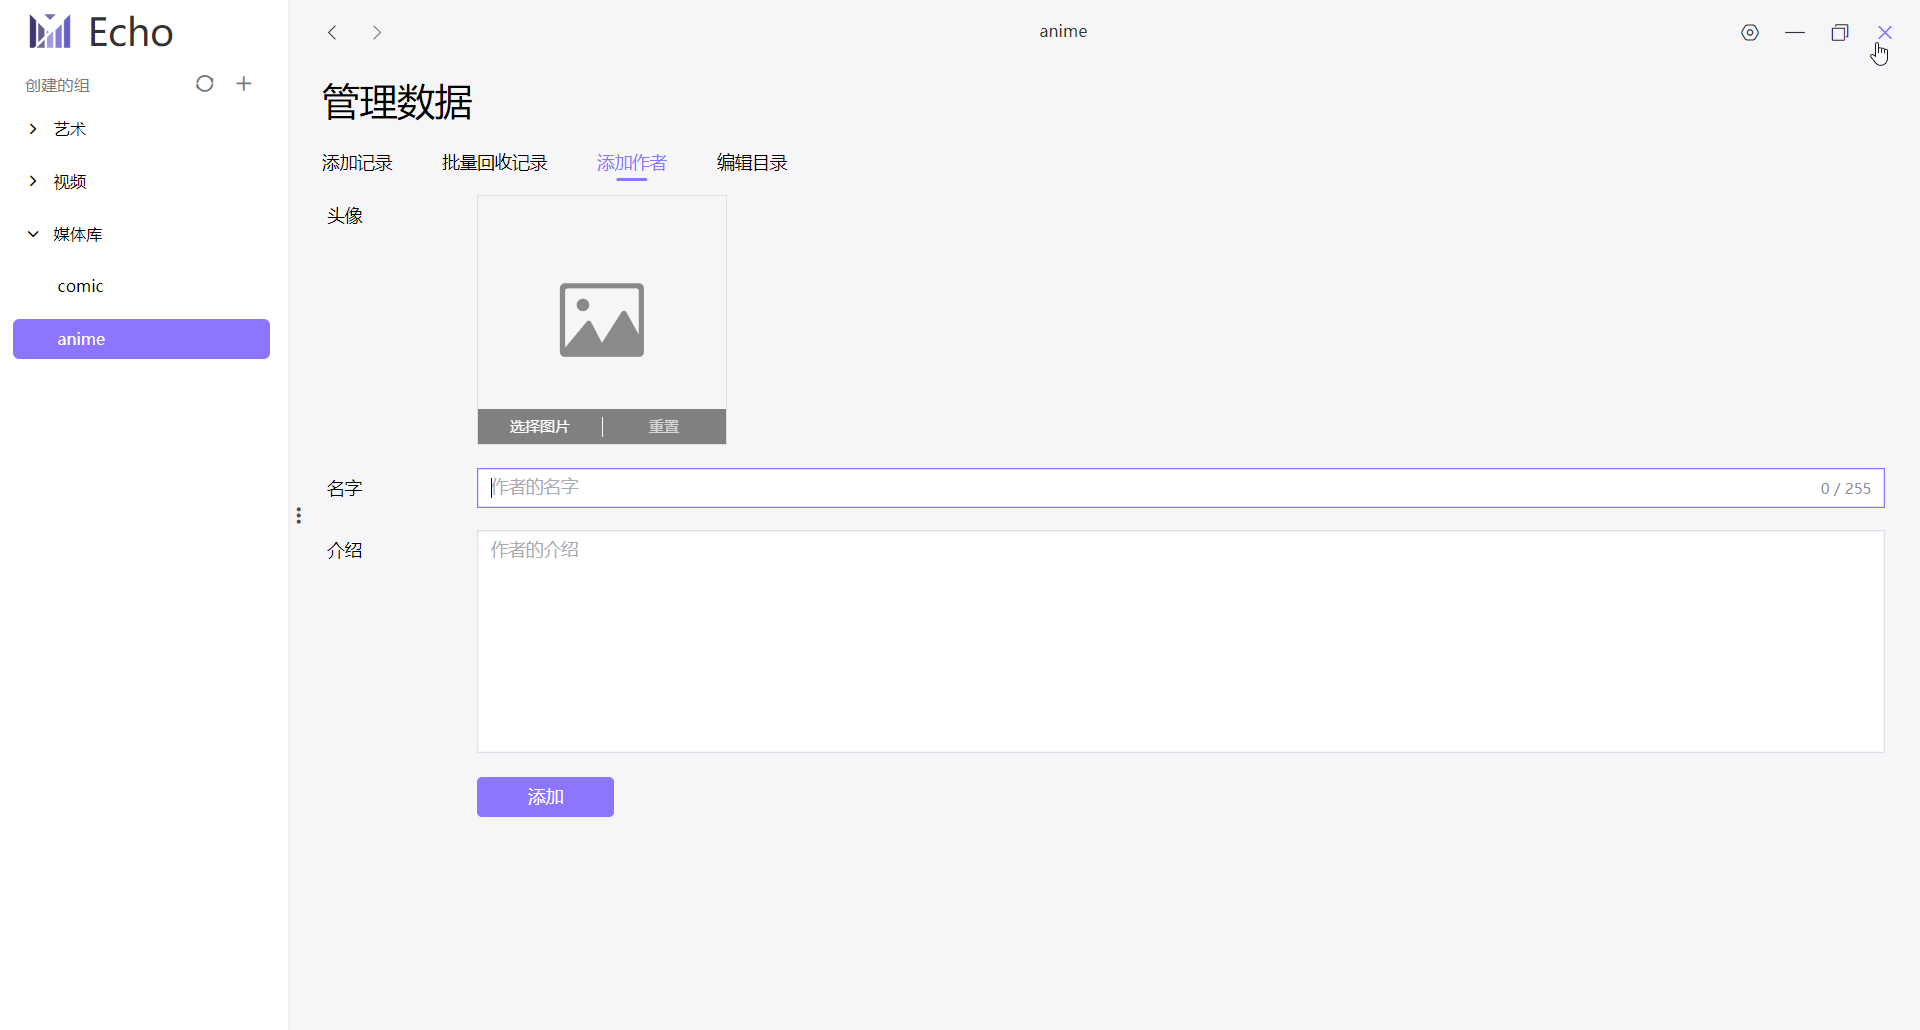 Echo
创建的组
艺术
视频
媒体库
comic
anime
anime
管理数据
添加记录
批量回收记录
添加作者
编辑目录
头像
选择图片
重置
名字
作者的名字
0 / 255
介绍
作者的介绍
添加